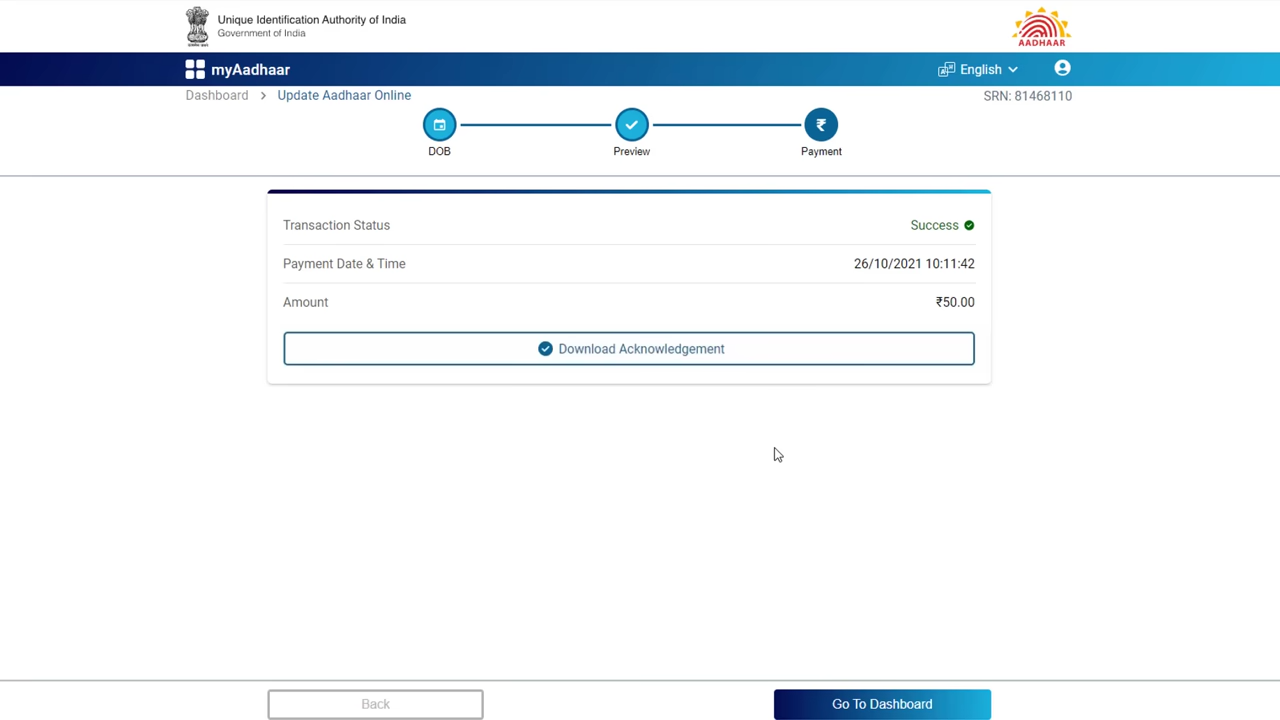 Unique Identification Authority of India
Government of India
AADHAAR
myAadhaar
English
Dashboard > Update Aadhaar Online
SRN: 81468110
DOB
Preview
₹
Payment
Transaction Status
Success
Payment Date & Time
26/10/2021 10:11:42
Amount
₹50.00
Download Acknowledgement
Back
Go To Dashboard